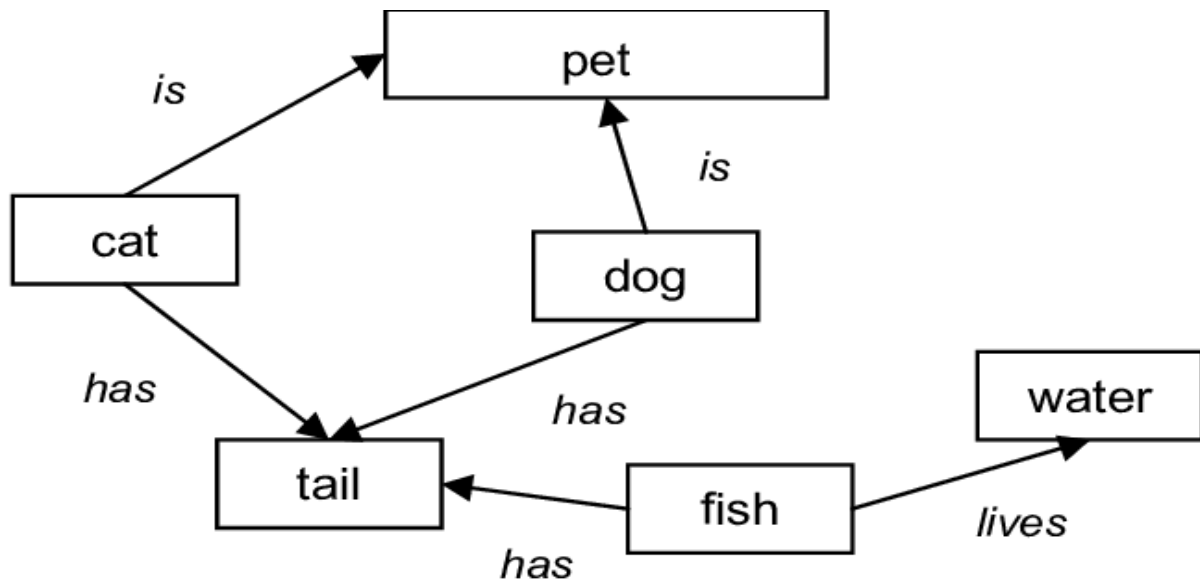 pet
is
is
cat
dog
has
water
has
tail
fish
lives
has